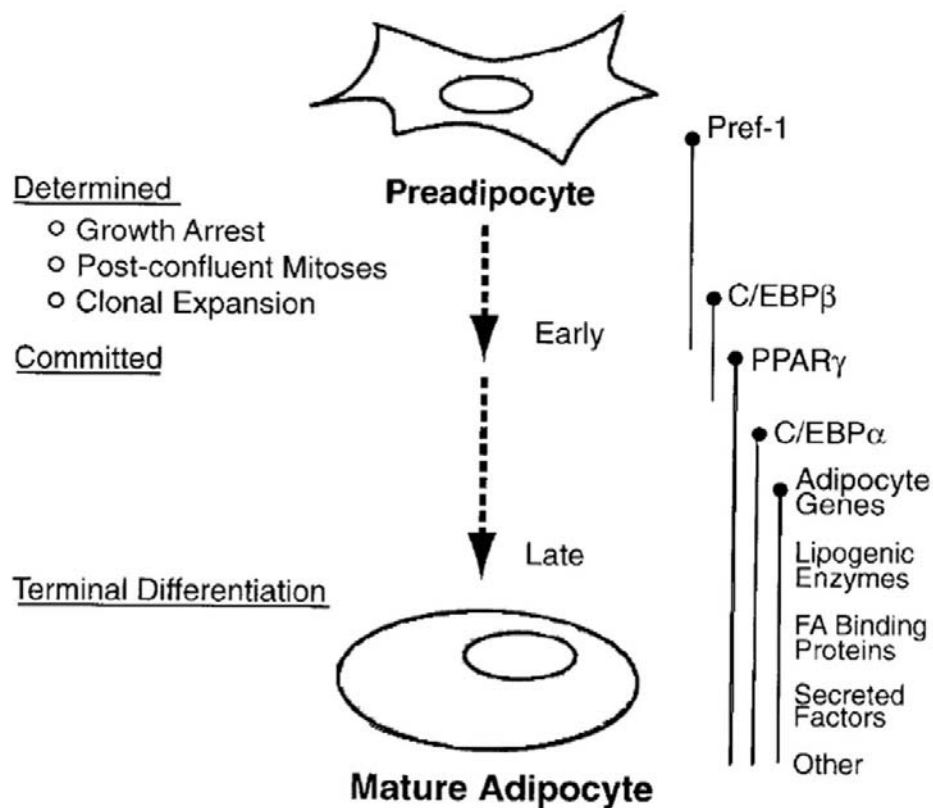 Pref-1
Preadipocyte
Determined
o Growth Arrest
o Post-confluent Mitoses
o Clonal Expansion
C/EBPβ
Early
Committed
PPARγ
C/EBPα
Adipocyte
Genes
Late
Lipogenic
Enzymes
Terminal Differentiation
FA Binding
Proteins
Secreted
Factors
Other
Mature Adipocyte